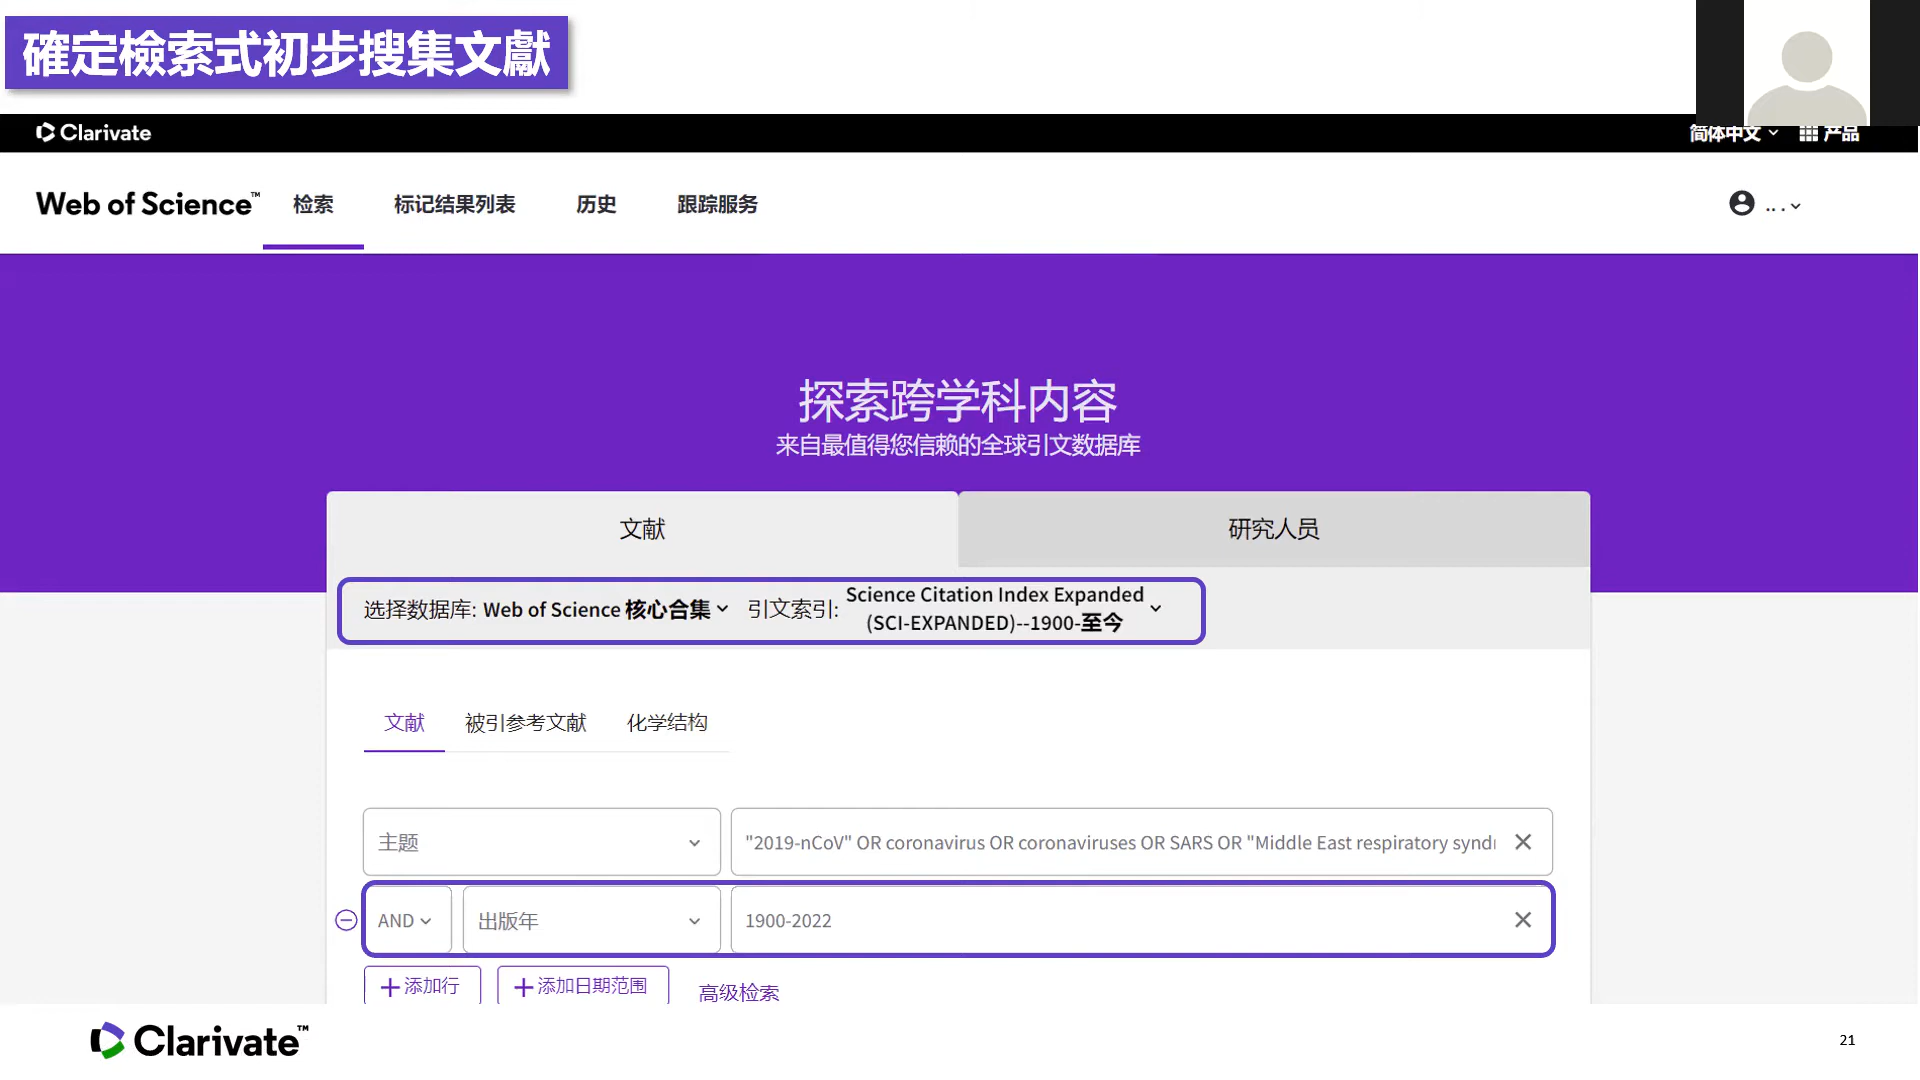 確定檢索式初步搜集文獻
Clarivate
简体中文
产品
Web of Science™
检索
标记结果列表
历史
跟踪服务
探索跨学科内容
来自最值得您信赖的全球引文数据库
文献
研究人员
选择数据库: Web of Science 核心合集 引文索引: Science Citation Index Expanded
(SCI-EXPANDED)--1900-至今
文献
被引参考文献
化学结构
主题
"2019-nCoV" OR coronavirus OR coronaviruses OR SARS OR "Middle East respiratory
AND
出版年
1900-2022
添加行
添加日期范围
高级检索
Clarivate™
21